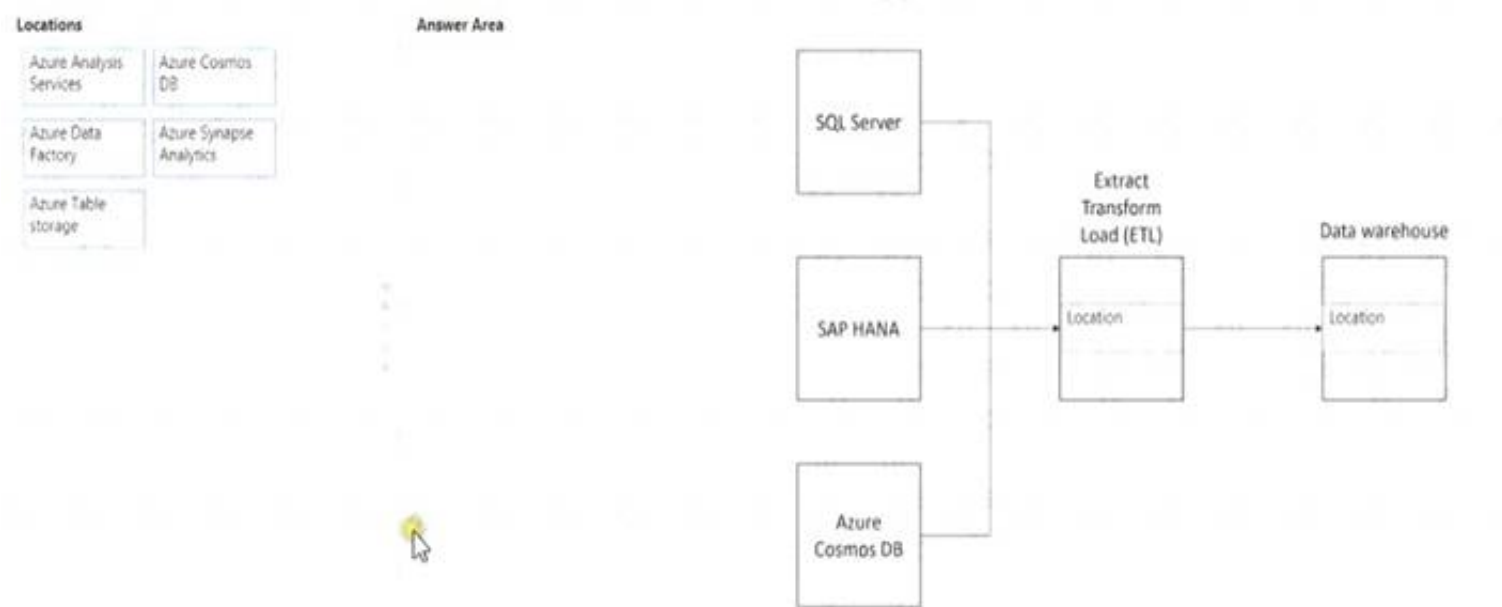 Locations
Answer Area
Azure Analysis
Services
Azure Cosmos
DB
Azure Data
Factory
Azure Synapse
Analytics
Azure Table
storage
SQL Server
SAP HANA
Azure
Cosmos DB
Extract
Transform
Load (ETL)
Location
Data warehouse
Location